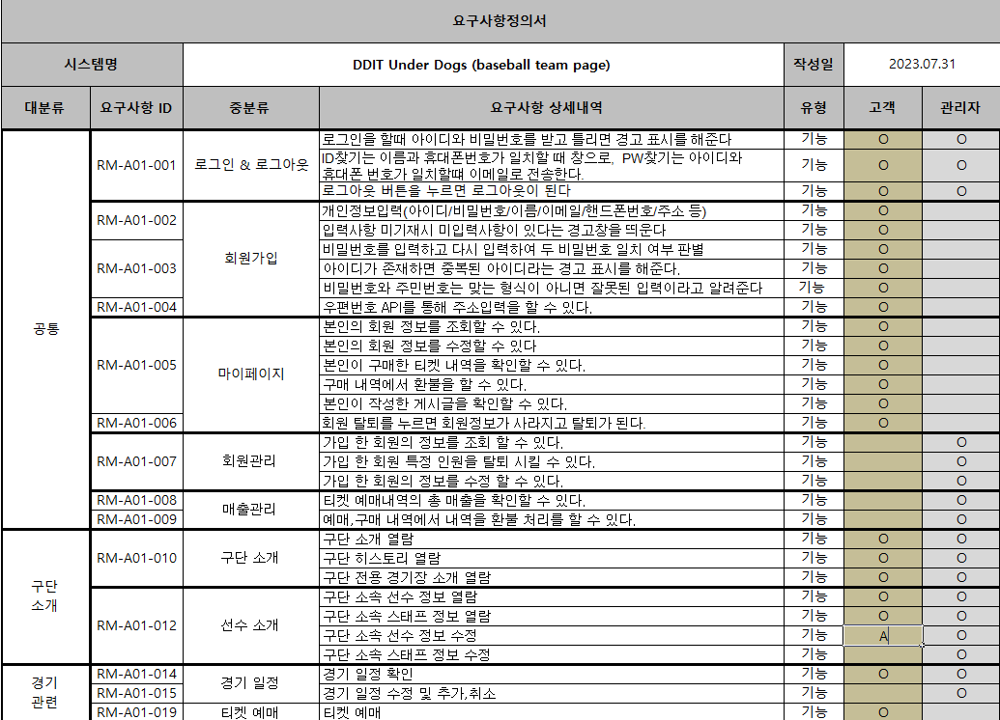 요구사항정의서
시스템명 DDIT Under Dogs (baseball team page) 작성일 2023.07.31
대분류 요구사항 ID 중분류 요구사항 상세내역 유형 고객 관리자
공통 RM-A01-001 로그인 & 로그아웃 로그인을 할때 아이디와 비밀번호를 받고 틀리면 경고 표시를 해준다 기능 O O
ID찾기는 이름과 휴대폰번호가 일치할 때 창으로, PW찾기는 아이디와
휴대폰 번호가 일치할때 이메일로 전송한다. 기능 O O
로그아웃 버튼을 누르면 로그아웃이 된다 기능 O O
RM-A01-002 회원가입 개인정보입력(아이디/비밀번호/이름/이메일/핸드폰번호/주소 등) 기능 O
입력사항 미기재시 미입력사항이 있다는 경고창을 띄운다 기능 O
RM-A01-003 비밀번호를 입력하고 다시 입력하여 두 비밀번호 일치 여부 판별 기능 O
아이디가 존재하면 중복된 아이디라는 경고 표시를 해준다. 기능 O
비밀번호와 주민번호는 맞는 형식이 아니면 잘못된 입력이라고 알려준다 기능 O
RM-A01-004 우편번호 API를 통해 주소입력을 할 수 있다. 기능 O
RM-A01-005 마이페이지 본인의 회원 정보를 조회할 수 있다. 기능 O
본인의 회원 정보를 수정할 수 있다 기능 O
본인이 구매한 티켓 내역을 확인할 수 있다. 기능 O
구매 내역에서 환불을 할 수 있다. 기능 O
본인이 작성한 게시글을 확인할 수 있다. 기능 O
RM-A01-006 회원 탈퇴를 누르면 회원정보가 사라지고 탈퇴가 된다. 기능 O
RM-A01-007 회원관리 가입 한 회원의 정보를 조회 할 수 있다. 기능 O
가입 한 회원 특정 인원을 탈퇴 시킬 수 있다. 기능 O
가입 한 회원의 정보를 수정 할 수 있다. 기능 O
RM-A01-008 매출관리 티켓 예매내역의 총 매출을 확인할 수 있다. 기능 O
RM-A01-009 예매,구매 내역에서 내역을 환불 처리를 할 수 있다. 기능 O
구단
소개 RM-A01-010 구단 소개 구단 소개 열람 기능 O O
구단 히스토리 열람 기능 O O
구단 전용 경기장 소개 열람 기능 O O
RM-A01-012 선수 소개 구단 소속 선수 정보 열람 기능 O O
구단 소속 스태프 정보 열람 기능 O O
구단 소속 선수 정보 수정 기능 A O
구단 소속 스태프 정보 수정 기능 O
경기
관련 RM-A01-014 경기 일정 경기 일정 확인 기능 O O
RM-A01-015 경기 일정 수정 및 추가,취소 기능 O
RM-A01-019 티켓 예매 티켓 예매 기능 O